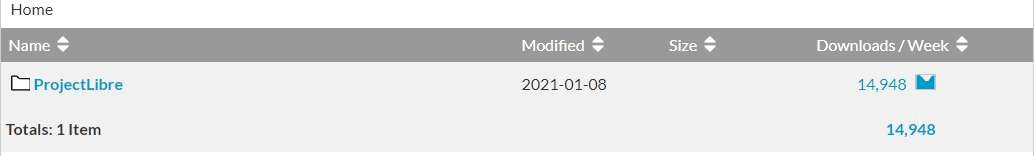 Home
Name Modified Size Downloads / Week
ProjectLibre 2021-01-08 14,948
Totals: 1 Item 14,948